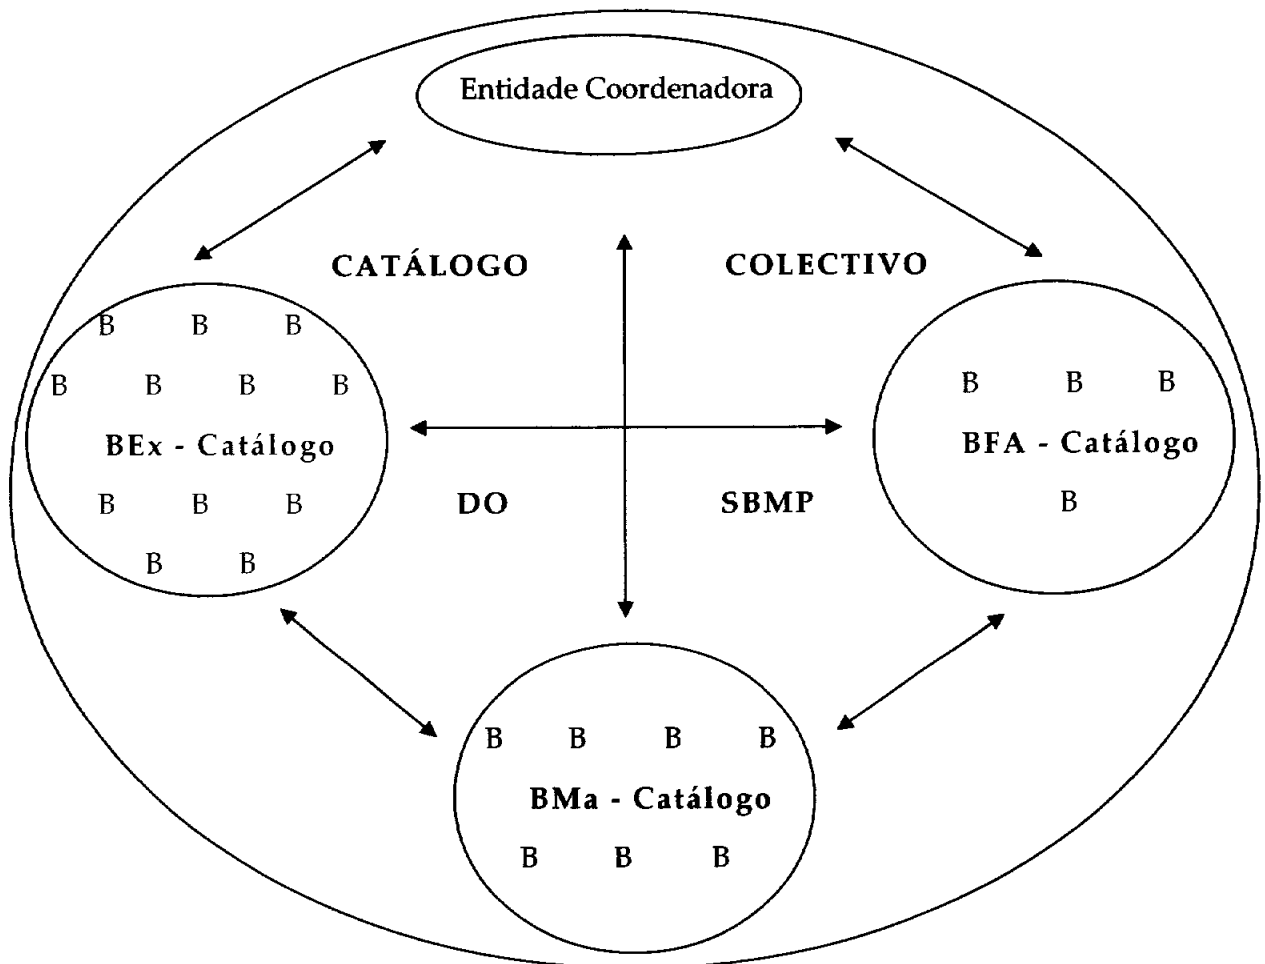 Entidade Coordenadora
CATÁLOGO COLECTIVO
B B B
B B B B
BEx - Catálogo
B B B
B B
B B B
BFA - Catálogo
B
DO SBMP
B B B B
BMa - Catálogo
B B B